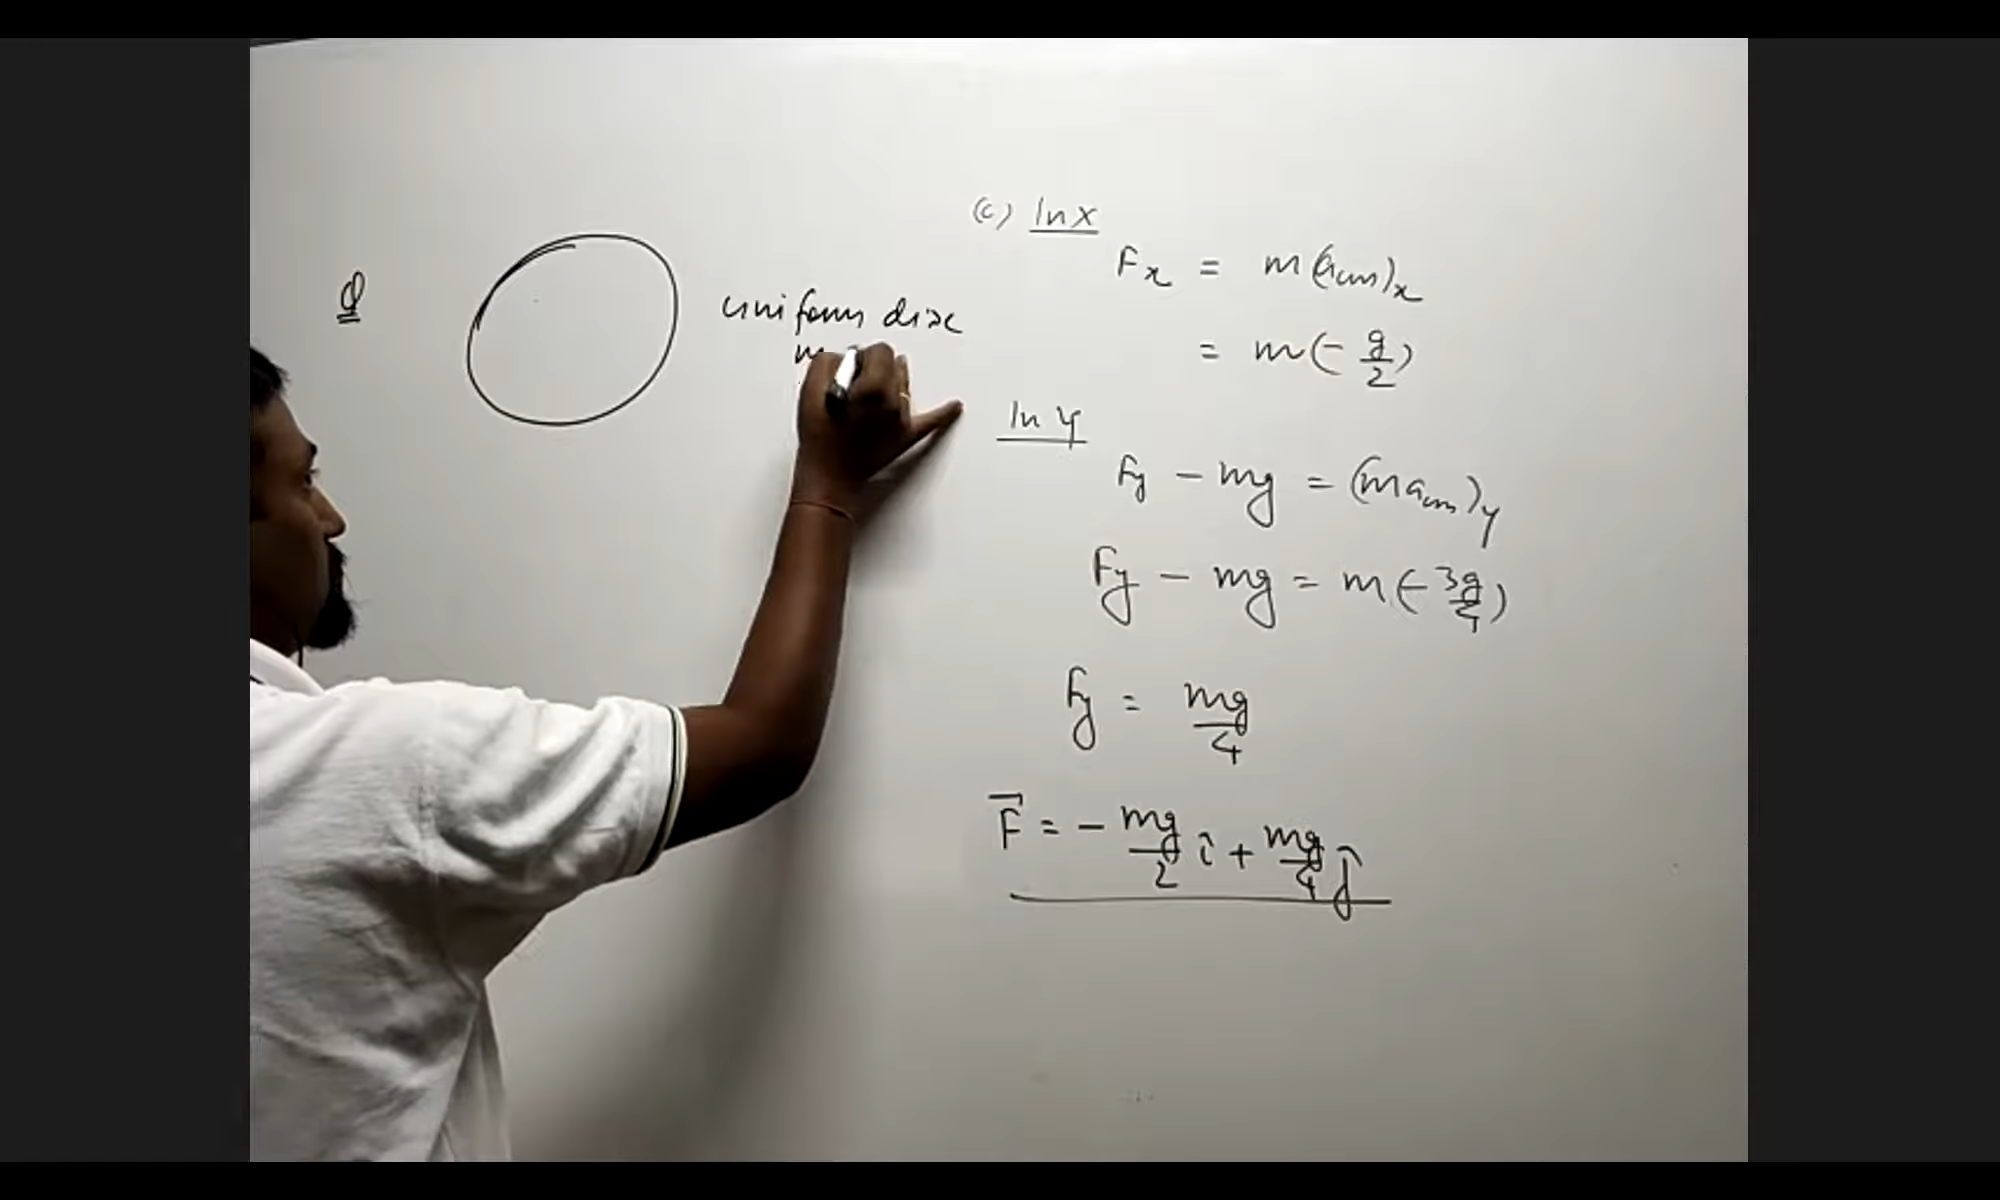 Q
uniform disc
m
(c) In x
Fx = m(acm)x
= m(- g/2)
In y
Fy - mg = (macm)y
Fy - mg = m(- 3g/4)
Fy = mg/4
F⃗ = - mg/2 î + mg/4 ĵ